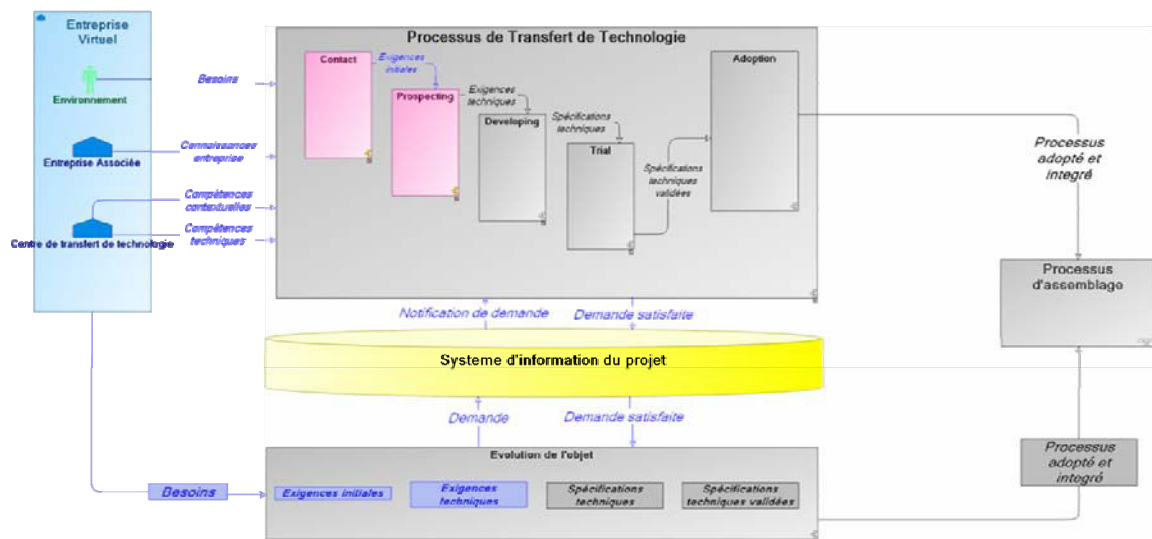 Entreprise
Virtuel
Environnement
Entreprise Associée
Centre de transfert de technologie
Besoins
Connaissances
entreprise
Compétences
contextuelles
Compétences
techniques
Processus de Transfert de Technologie
Contact
Exigences
initiales
Prospecting
Exigences
techniques
Developing
Spécifications
techniques
Trial
Spécifications
techniques
validées
Adoption
Processus
adopté et
integré
Processus
d'assemblage
Notification de demande
Demande satisfaite
Systeme d'information du projet
Demande
Demande satisfaite
Evolution de l'objet
Besoins
Exigences initiales
Exigences
techniques
Spécifications
techniques
Spécifications
techniques validées
Processus
adopté et
integré